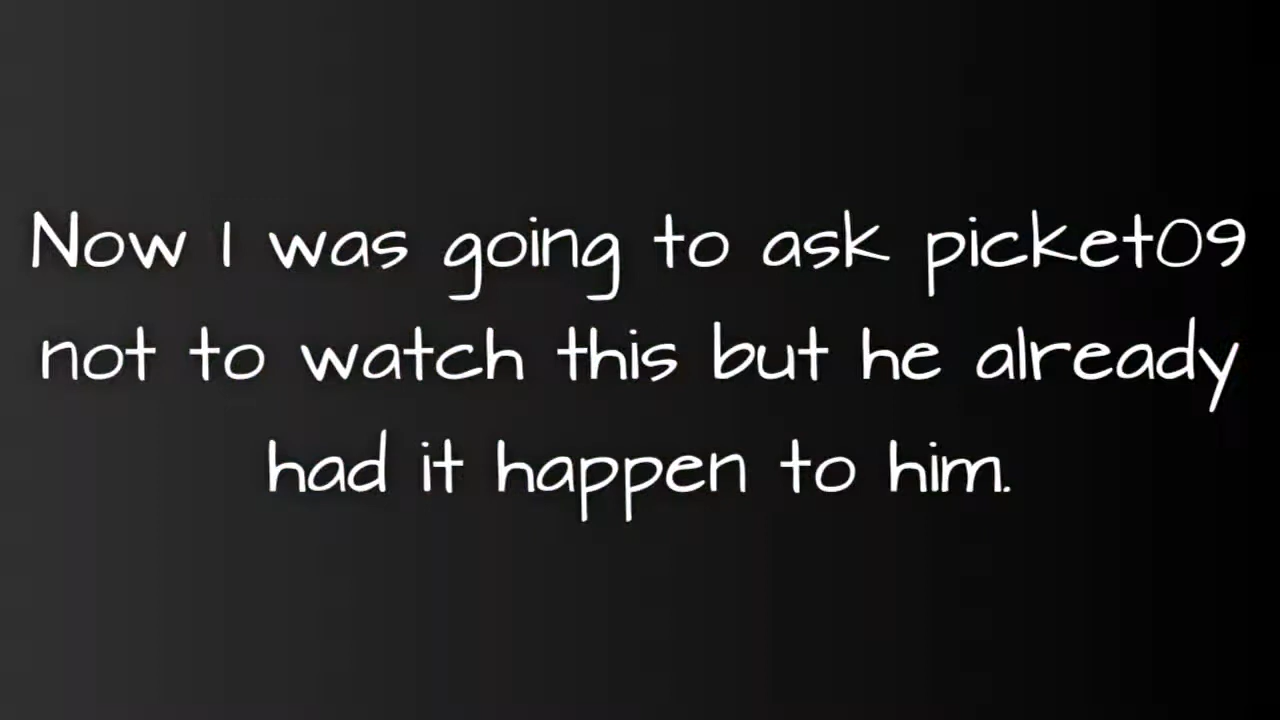 Now I was going to ask picket09
not to watch this but he already
had it happen to him.